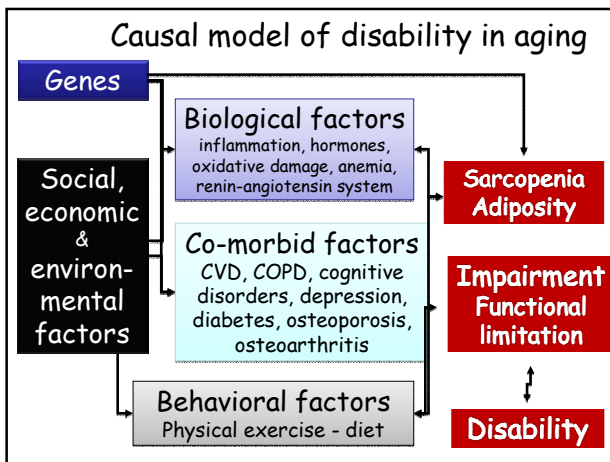 Causal model of disability in aging
Genes
Biological factors
inflammation, hormones,
oxidative damage, anemia,
renin-angiotensin system
Social,
economic
&
environ-
mental
factors
Sarcopenia
Adiposity
Co-morbid factors
CVD, COPD, cognitive
disorders, depression,
diabetes, osteoporosis,
osteoarthritis
Impairment
Functional
limitation
Behavioral factors
Physical exercise - diet
Disability